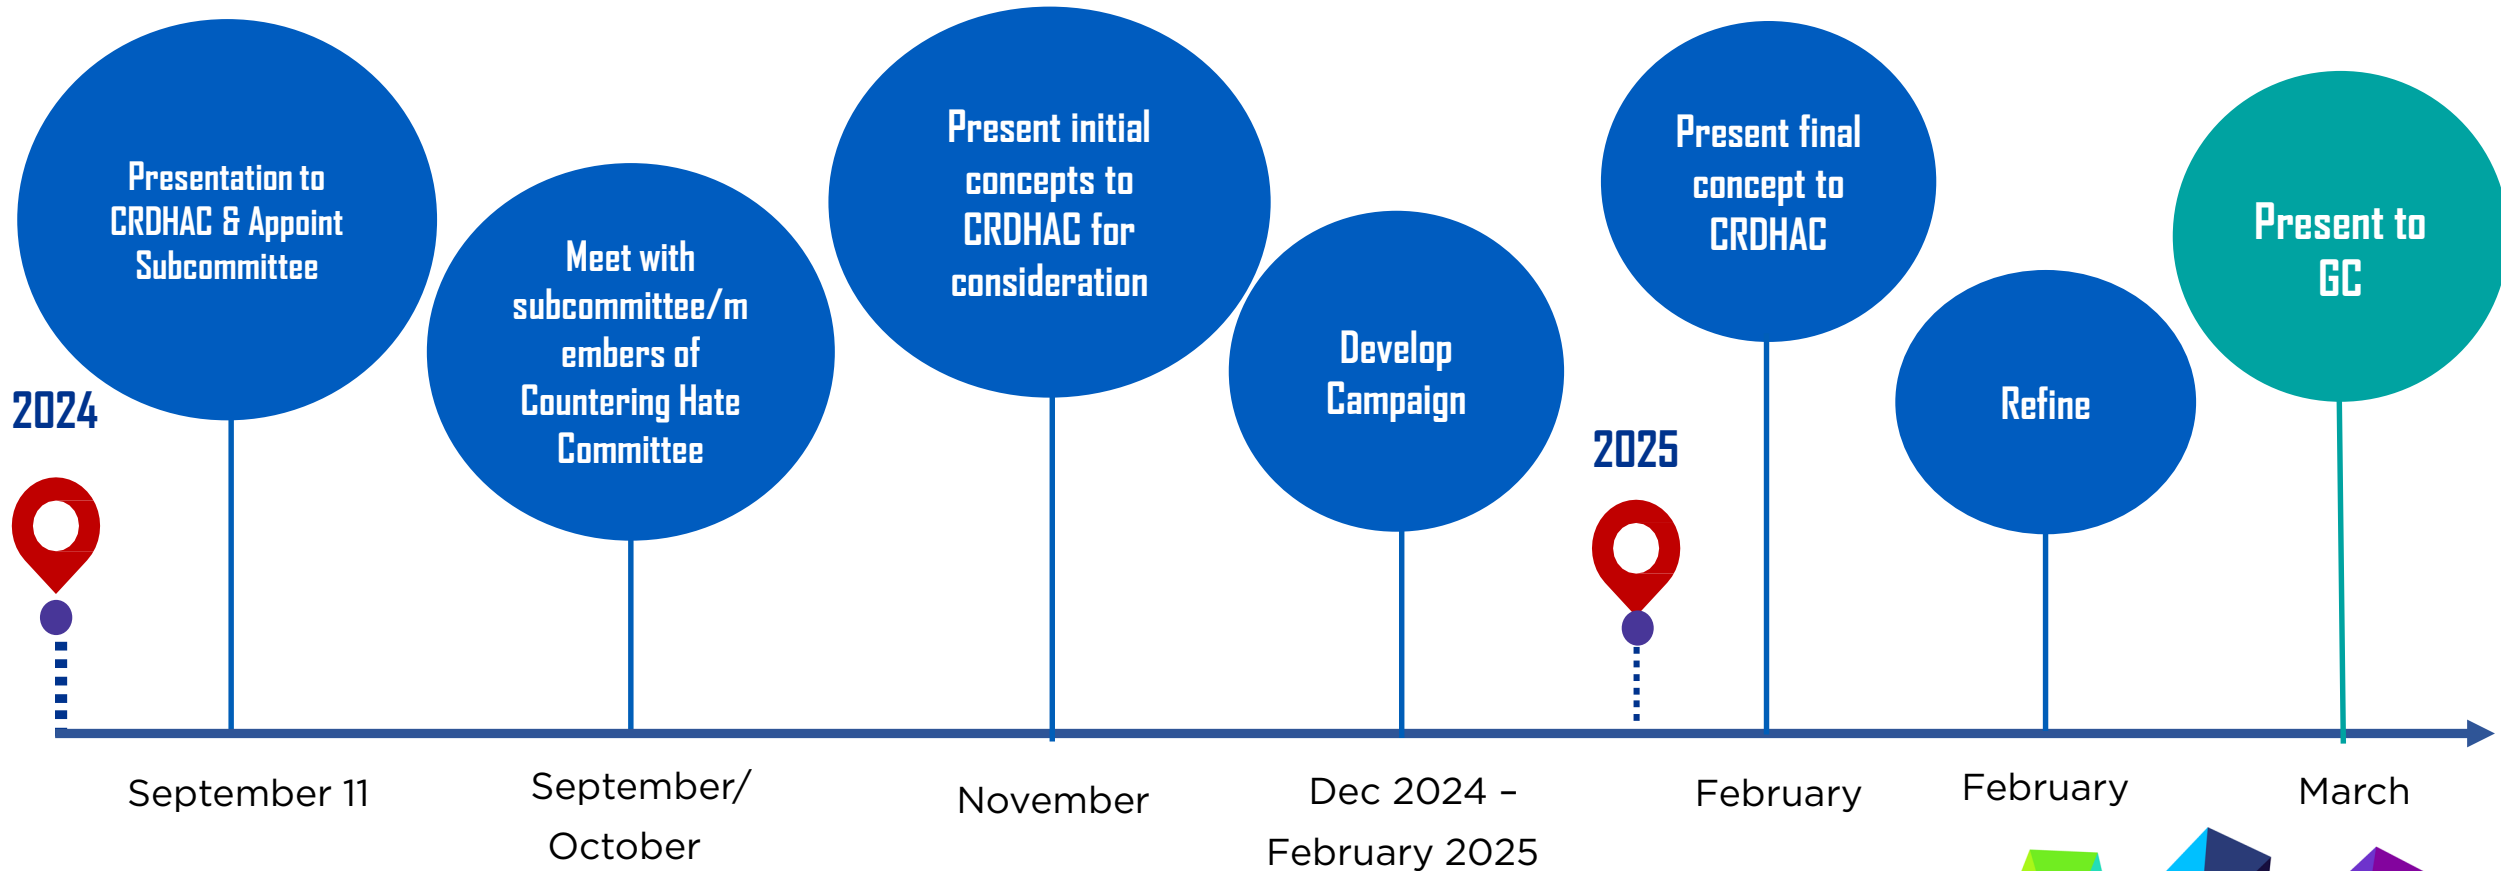 Presentation to
CRDHAC & Appoint
Subcommittee
Meet with
subcommittee/m
embers of
Countering Hate
Committee
Present initial
concepts to
CRDHAC for
consideration
Develop
Campaign
Present final
concept to
CRDHAC
Refine
Present to
GC
2024
2025
September 11
September/
October
November
Dec 2024 –
February 2025
February
February
March